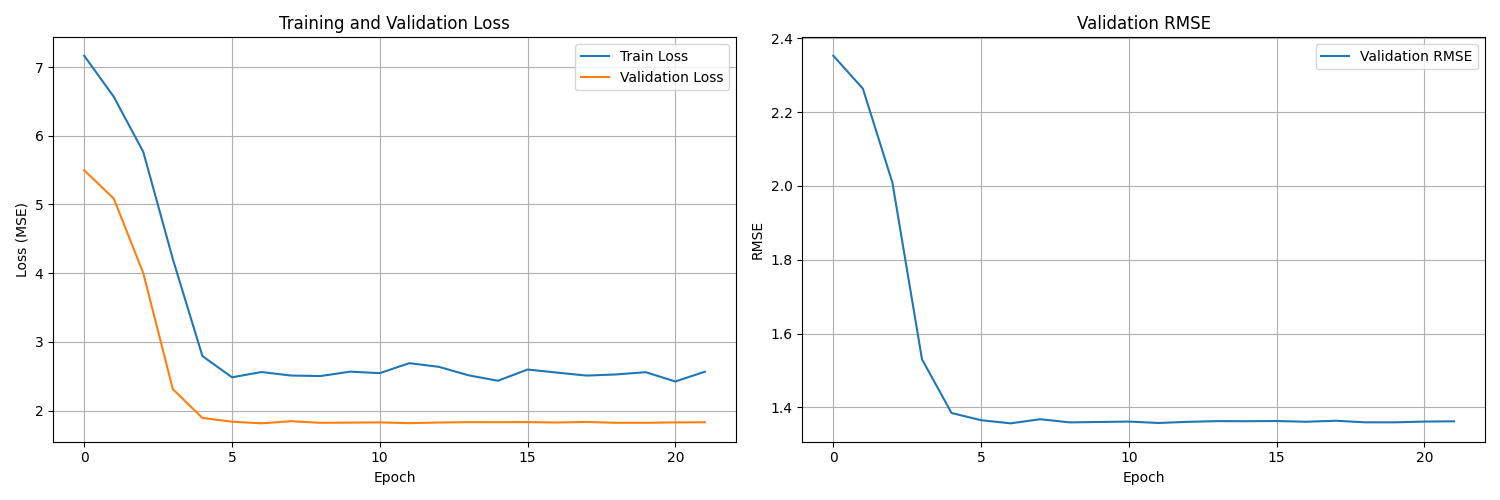 Training and Validation Loss
Train Loss
Validation Loss
7
6
5
4
3
2
Loss (MSE)
0
5
10
15
20
Epoch
Validation RMSE
Validation RMSE
2.4
2.2
2.0
1.8
1.6
1.4
RMSE
0
5
10
15
20
Epoch